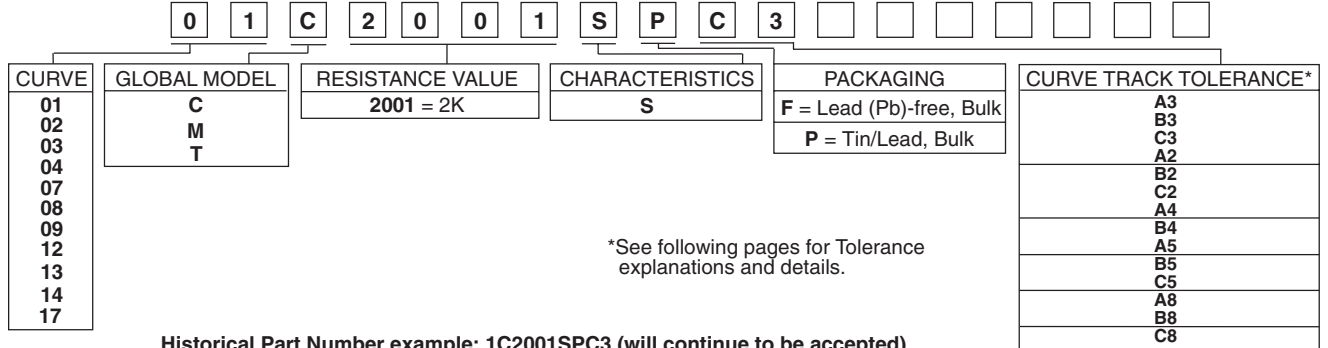 0 1 C 2 0 0 1 S P C 3
CURVE
01
02
03
04
07
08
09
12
13
14
17
GLOBAL MODEL
C
M
T
RESISTANCE VALUE
2001 = 2K
CHARACTERISTICS
S
PACKAGING
F = Lead (Pb)-free, Bulk
P = Tin/Lead, Bulk
CURVE TRACK TOLERANCE*
A3
B3
C3
A2
B2
C2
A4
B4
A5
B5
C5
A8
B8
C8
*See following pages for Tolerance
explanations and details.
Historical Part Number example: 1C2001SPC3 (will continue to be accepted)